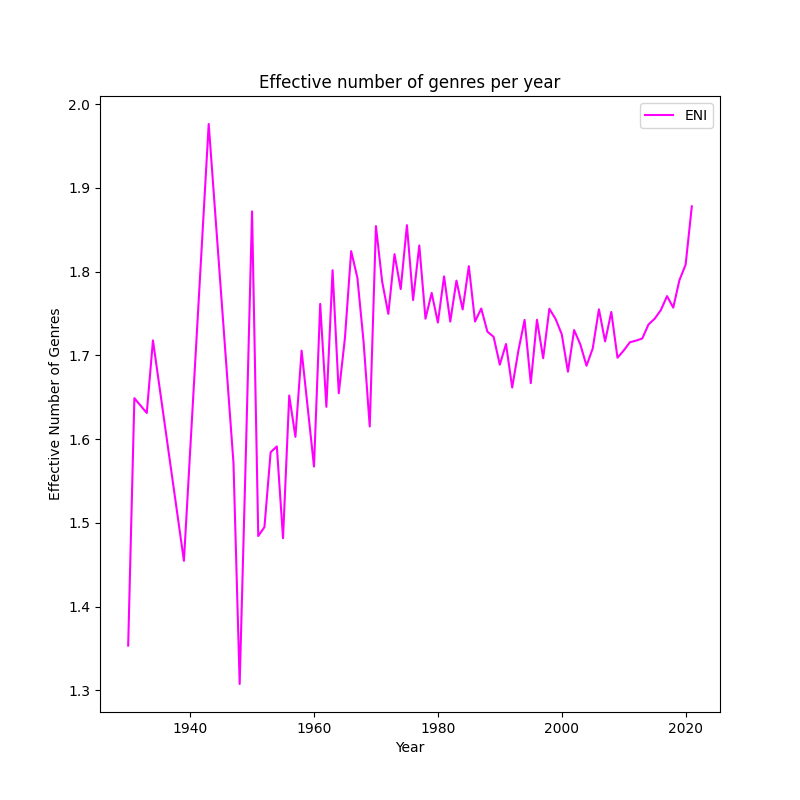 Effective number of genres per year
ENI
2.0
1.9
1.8
1.7
1.6
1.5
1.4
1.3
Effective Number of Genres
1940 1960 1980 2000 2020
Year